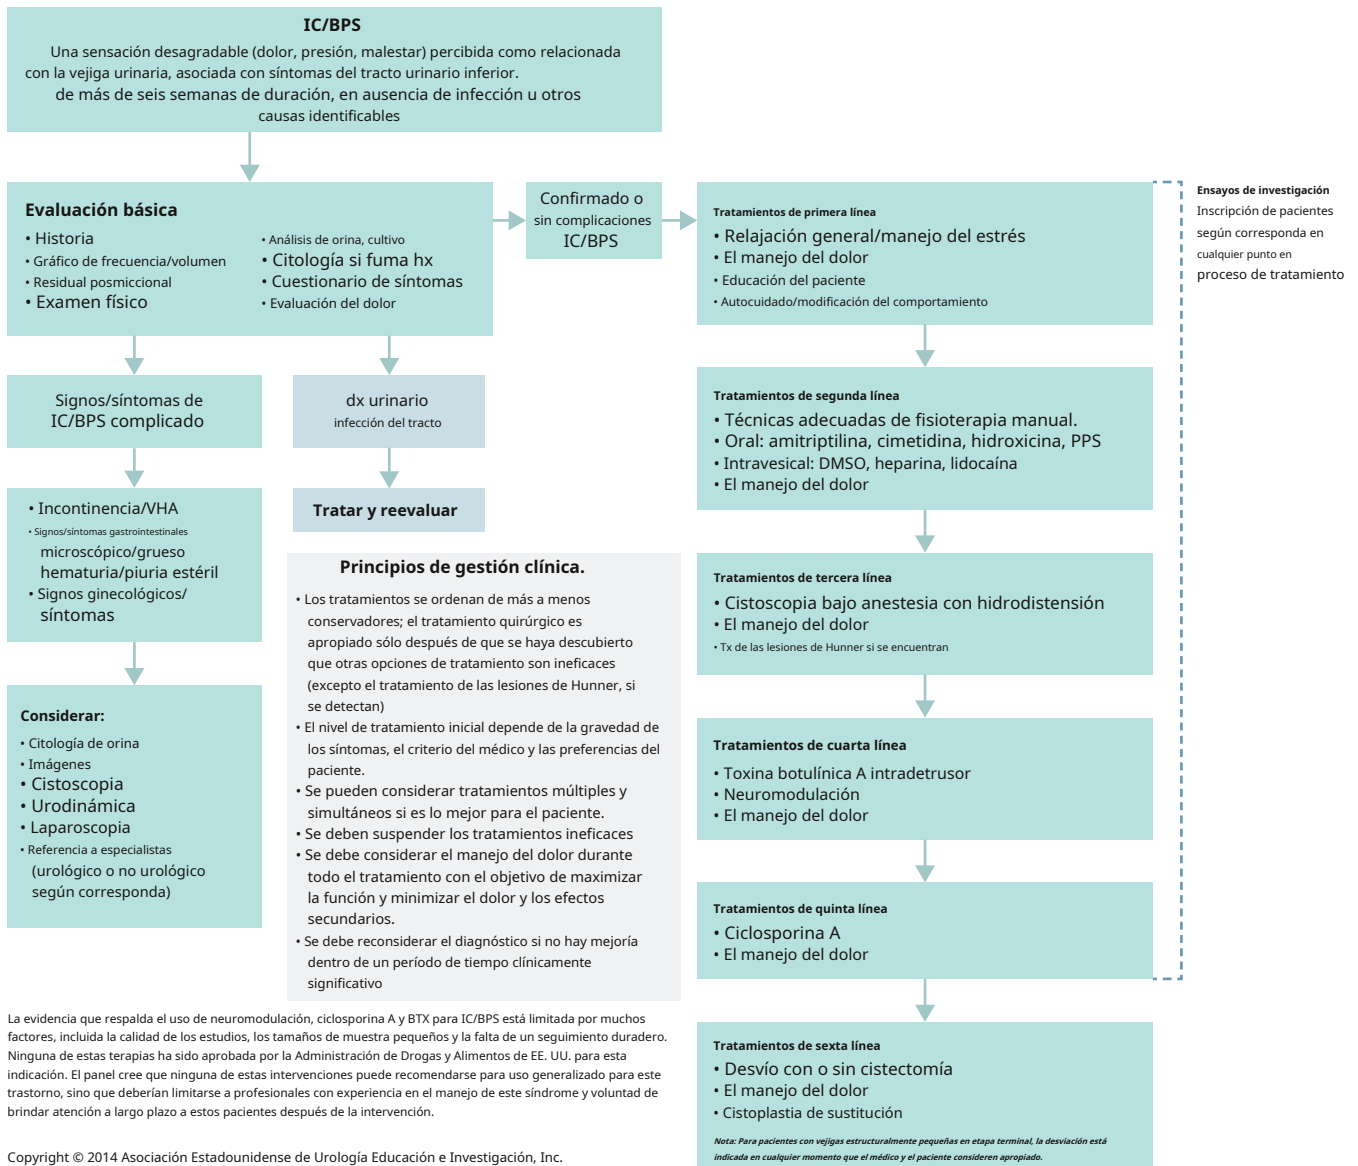 IC/BPS
Una sensación desagradable (dolor, presión, malestar) percibida como relacionada
con la vejiga urinaria, asociada con síntomas del tracto urinario inferior.
de más de seis semanas de duración, en ausencia de infección u otros
causas identificables
Evaluación básica
• Historia
• Gráfico de frecuencia/volumen
• Residual posmiccional
• Examen físico
• Análisis de orina, cultivo
• Citología si fuma hx
• Cuestionario de síntomas
• Evaluación del dolor
Confirmado o
sin complicaciones
IC/BPS
Signos/síntomas de
IC/BPS complicado
dx urinario
infección del tracto
• Incontinencia/VHA
• Signos/síntomas gastrointestinales
microscópico/grueso
hematuria/piuria estéril
• Signos ginecológicos/
síntomas
Tratar y reevaluar
Considerar:
• Citología de orina
• Imágenes
• Cistoscopia
• Urodinámica
• Laparoscopia
• Referencia a especialistas
(urológico o no urológico
según corresponda)
Principios de gestión clínica.
• Los tratamientos se ordenan de más a menos
conservadores; el tratamiento quirúrgico es
apropiado sólo después de que se haya descubierto
que otras opciones de tratamiento son ineficaces
(excepto el tratamiento de las lesiones de Hunner, si
se detectan)
• El nivel de tratamiento inicial depende de la gravedad de
los síntomas, el criterio del médico y las preferencias del
paciente.
• Se pueden considerar tratamientos múltiples y
simultáneos si es lo mejor para el paciente.
• Se deben suspender los tratamientos ineficaces
• Se debe considerar el manejo del dolor durante
todo el tratamiento con el objetivo de maximizar
la función y minimizar el dolor y los efectos
secundarios.
• Se debe reconsiderar el diagnóstico si no hay mejoría
dentro de un período de tiempo clínicamente
significativo
Tratamientos de primera línea
• Relajación general/manejo del estrés
• El manejo del dolor
• Educación del paciente
• Autocuidado/modificación del comportamiento
Tratamientos de segunda línea
• Técnicas adecuadas de fisioterapia manual.
• Oral: amitriptilina, cimetidina, hidroxicina, PPS
• Intravesical: DMSO, heparina, lidocaína
• El manejo del dolor
Tratamientos de tercera línea
• Cistoscopia bajo anestesia con hidrodistensión
• El manejo del dolor
• Tx de las lesiones de Hunner si se encuentran
Tratamientos de cuarta línea
• Toxina botulínica A intradetrusor
• Neuromodulación
• El manejo del dolor
Tratamientos de quinta línea
• Ciclosporina A
• El manejo del dolor
Tratamientos de sexta línea
• Desvío con o sin cistectomía
• El manejo del dolor
• Cistoplastia de sustitución
Nota: Para pacientes con vejigas estructuralmente pequeñas en etapa terminal, la desviación está
indicada en cualquier momento que el médico y el paciente consideren apropiado.
Ensayos de investigación
Inscripción de pacientes
según corresponda en
cualquier punto en
proceso de tratamiento
La evidencia que respalda el uso de neuromodulación, ciclosporina A y BTX para IC/BPS está limitada por muchos
factores, incluida la calidad de los estudios, los tamaños de muestra pequeños y la falta de un seguimiento duradero.
Ninguna de estas terapias ha sido aprobada por la Administración de Drogas y Alimentos de EE. UU. para esta
indicación. El panel cree que ninguna de estas intervenciones puede recomendarse para uso generalizado para este
trastorno, sino que deberían limitarse a profesionales con experiencia en el manejo de este síndrome y voluntad de
brindar atención a largo plazo a estos pacientes después de la intervención.
Copyright © 2014 Asociación Estadounidense de Urología Educación e Investigación, Inc.